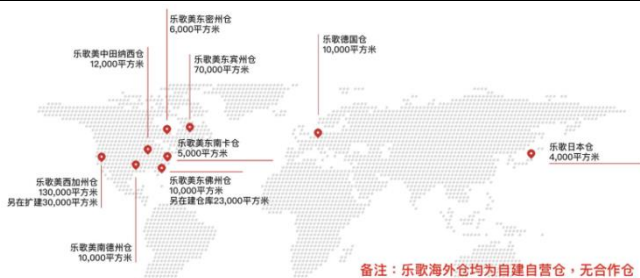 乐歌美东密州仓
6,000平方米
乐歌美中田纳西仓
12,000平方米
乐歌美东宾州仓
70,000平方米
乐歌德国仓
10,000平方米
乐歌美东南卡仓
5,000平方米
乐歌日本仓
4,000平方米
乐歌美西加州仓
130,000平方米
另在扩建30,000平方米
乐歌美东佛州仓
10,000平方米
另在建仓库23,000平方米
乐歌美南德州仓
10,000平方米
备注：乐歌海外仓均为自建自营仓，无合作仓